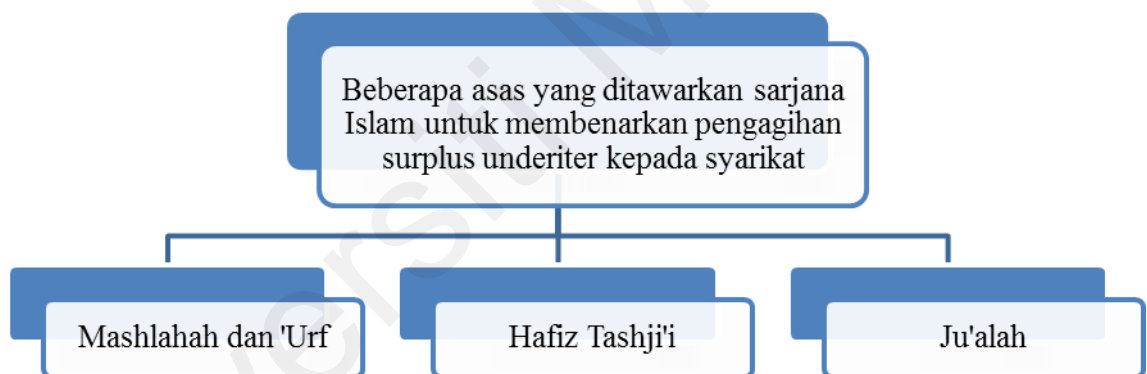 Beberapa asas yang ditawarkan sarjana
Islam untuk membenarkan pengagihan
surplus underiter kepada syarikat
Mashlahah dan 'Urf
Hafiz Tashji'i
Ju'alah